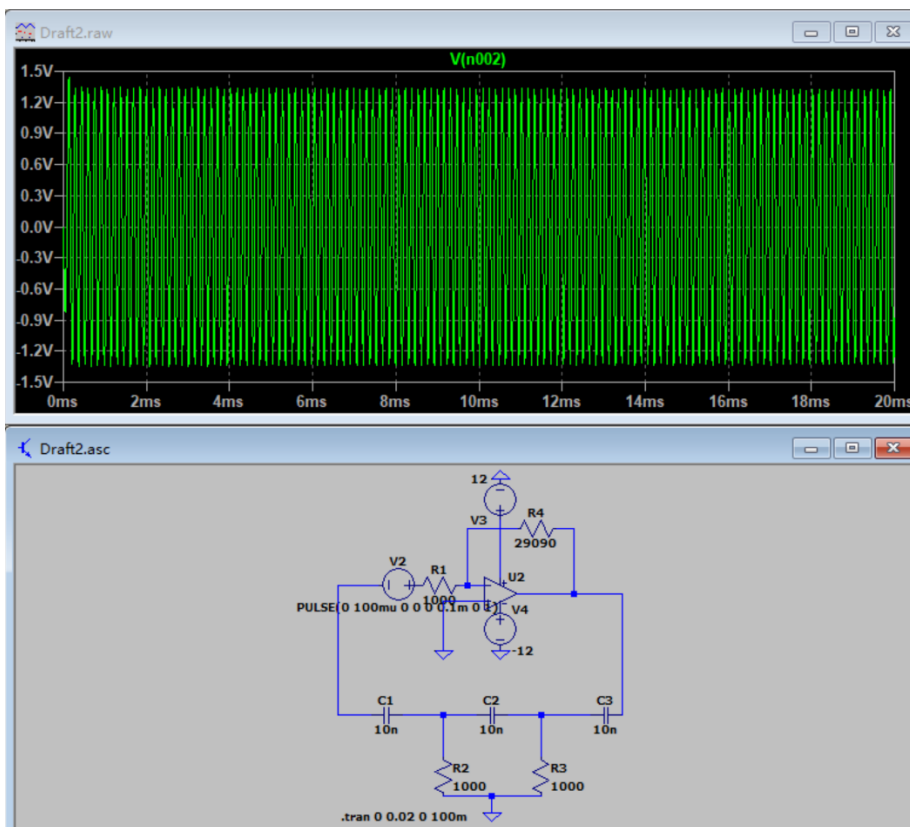 Draft2.raw
V(n002)
1.5V
1.2V
0.9V
0.6V
0.3V
0.0V
-0.3V
-0.6V
-0.9V
-1.2V
-1.5V
0ms 2ms 4ms 6ms 8ms 10ms 12ms 14ms 16ms 18ms 20ms
Draft2.asc
12
V3
R4
29090
V2
R1
1000
U2
PULSE(0 100mu 0 0 0 0.1m 0 1)
V4
-12
C1
10n
C2
10n
C3
10n
R2
1000
R3
1000
.tran 0 0.02 0 100m